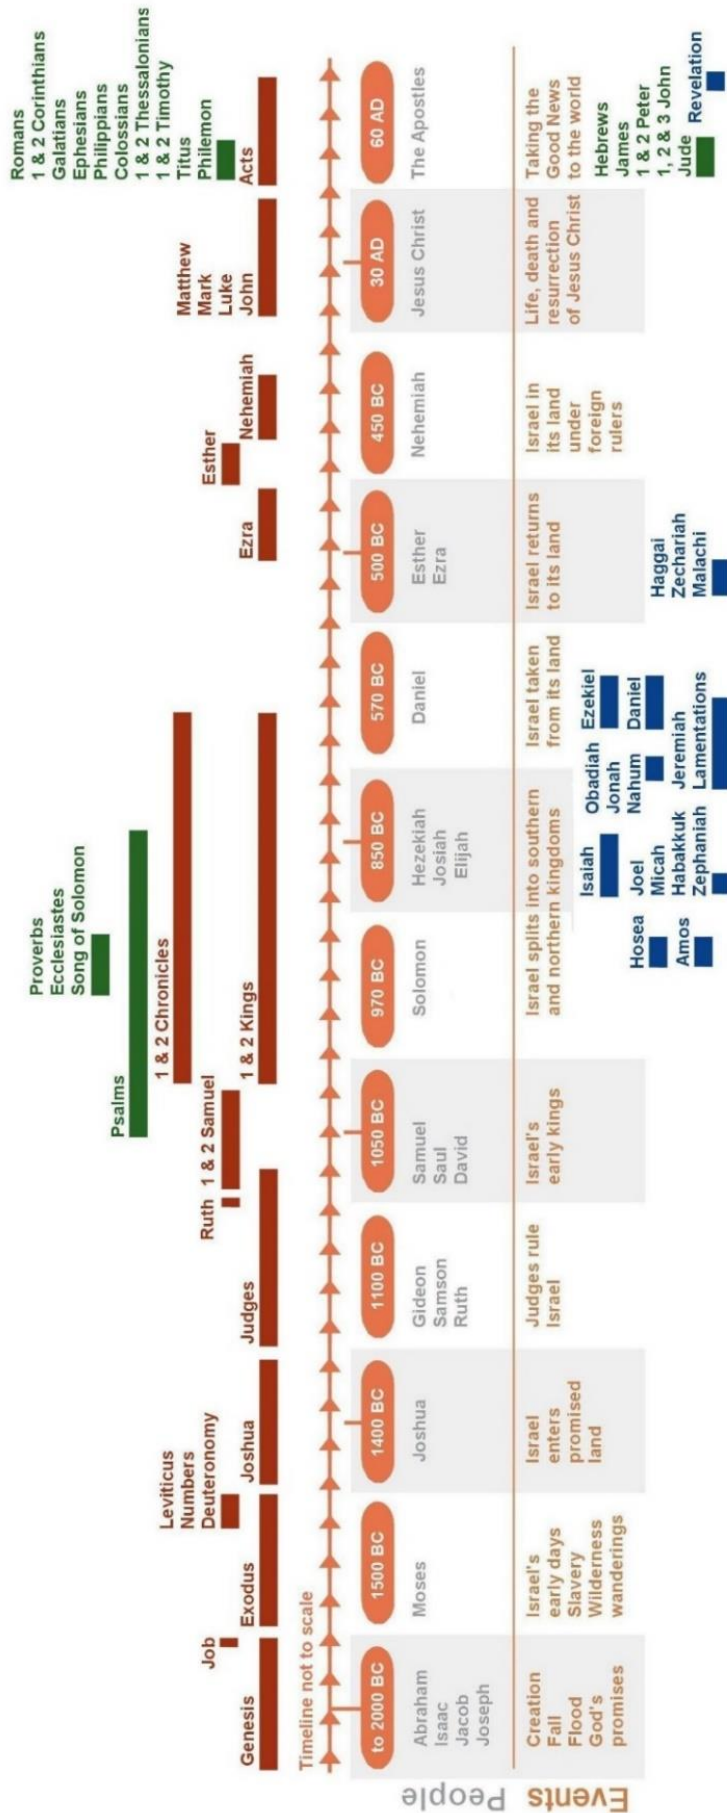 Proverbs
Ecclesiastes
Song of Solomon
Psalms
1 & 2 Chronicles
1 & 2 Kings
Genesis
Job
Exodus
Leviticus
Numbers
Deuteronomy
Joshua
Judges
Ruth
1 & 2 Samuel
Ezra
Esther
Nehemiah
Matthew
Mark
Luke
John
Romans
1 & 2 Corinthians
Galatians
Ephesians
Philippians
Colossians
1 & 2 Thessalonians
1 & 2 Timothy
Titus
Philemon
Acts
Timeline not to scale
to 2000 BC
1500 BC
1400 BC
1100 BC
1050 BC
970 BC
850 BC
570 BC
500 BC
450 BC
30 AD
60 AD
People
Abraham
Isaac
Jacob
Joseph
Moses
Joshua
Gideon
Samson
Ruth
Samuel
Saul
David
Solomon
Hezekiah
Josiah
Elijah
Daniel
Esther
Ezra
Nehemiah
Jesus Christ
The Apostles
Events
Creation
Fall
Flood
God's
promises
Israel's
early days
Slavery
Wilderness
wanderings
Israel
enters
promised
land
Judges rule
Israel
Israel's
early kings
Israel splits into southern
and northern kingdoms
Israel taken
from its land
Israel returns
to its land
Israel in
its land
under
foreign
rulers
Life, death and
resurrection
of Jesus Christ
Taking the
Good News
to the world
Hosea
Amos
Isaiah
Joel
Micah
Habakkuk
Zephaniah
Obadiah
Jonah
Nahum
Jeremiah
Lamentations
Ezekiel
Daniel
Haggai
Zechariah
Malachi
Hebrews
James
1 & 2 Peter
1, 2 & 3 John
Jude
Revelation